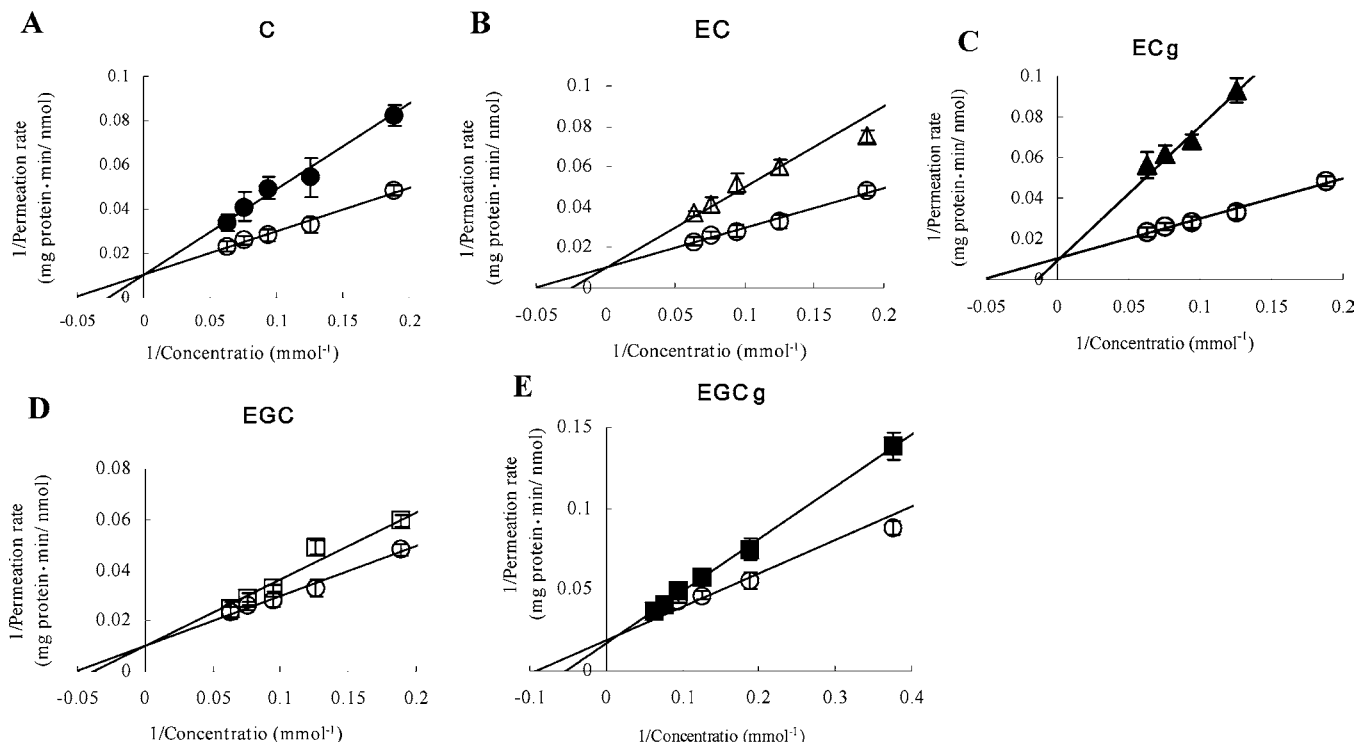 A
C
1/Permeation rate
(mg protein・min/ nmol)
0.1
0.08
0.06
0.04
0.02
0
-0.05
0
0.05
0.1
0.15
0.2
1/Concentratio (mmol⁻¹)
B
EC
1/Permeation rate
(mg protein・min/ nmol)
0.1
0.08
0.06
0.04
0.02
0
-0.05
0
0.05
0.1
0.15
0.2
1/Concentratio (mmol⁻¹)
C
ECg
1/Permeation rate
(mg protein・min/ nmol)
0.1
0.08
0.06
0.04
0.02
0
-0.05
0
0.05
0.1
0.15
0.2
1/Concentratio (mmol⁻¹)
D
EGC
1/Permeation rate
(mg protein・min/ nmol)
0.08
0.06
0.04
0.02
0
-0.05
0
0.05
0.1
0.15
0.2
1/Concentratio (mmol⁻¹)
E
EGCg
1/Permeation rate
(mg protein・min/ nmol)
0.15
0.1
0.05
0
-0.1
0
0.1
0.2
0.3
0.4
1/Concentratio (mmol⁻¹)